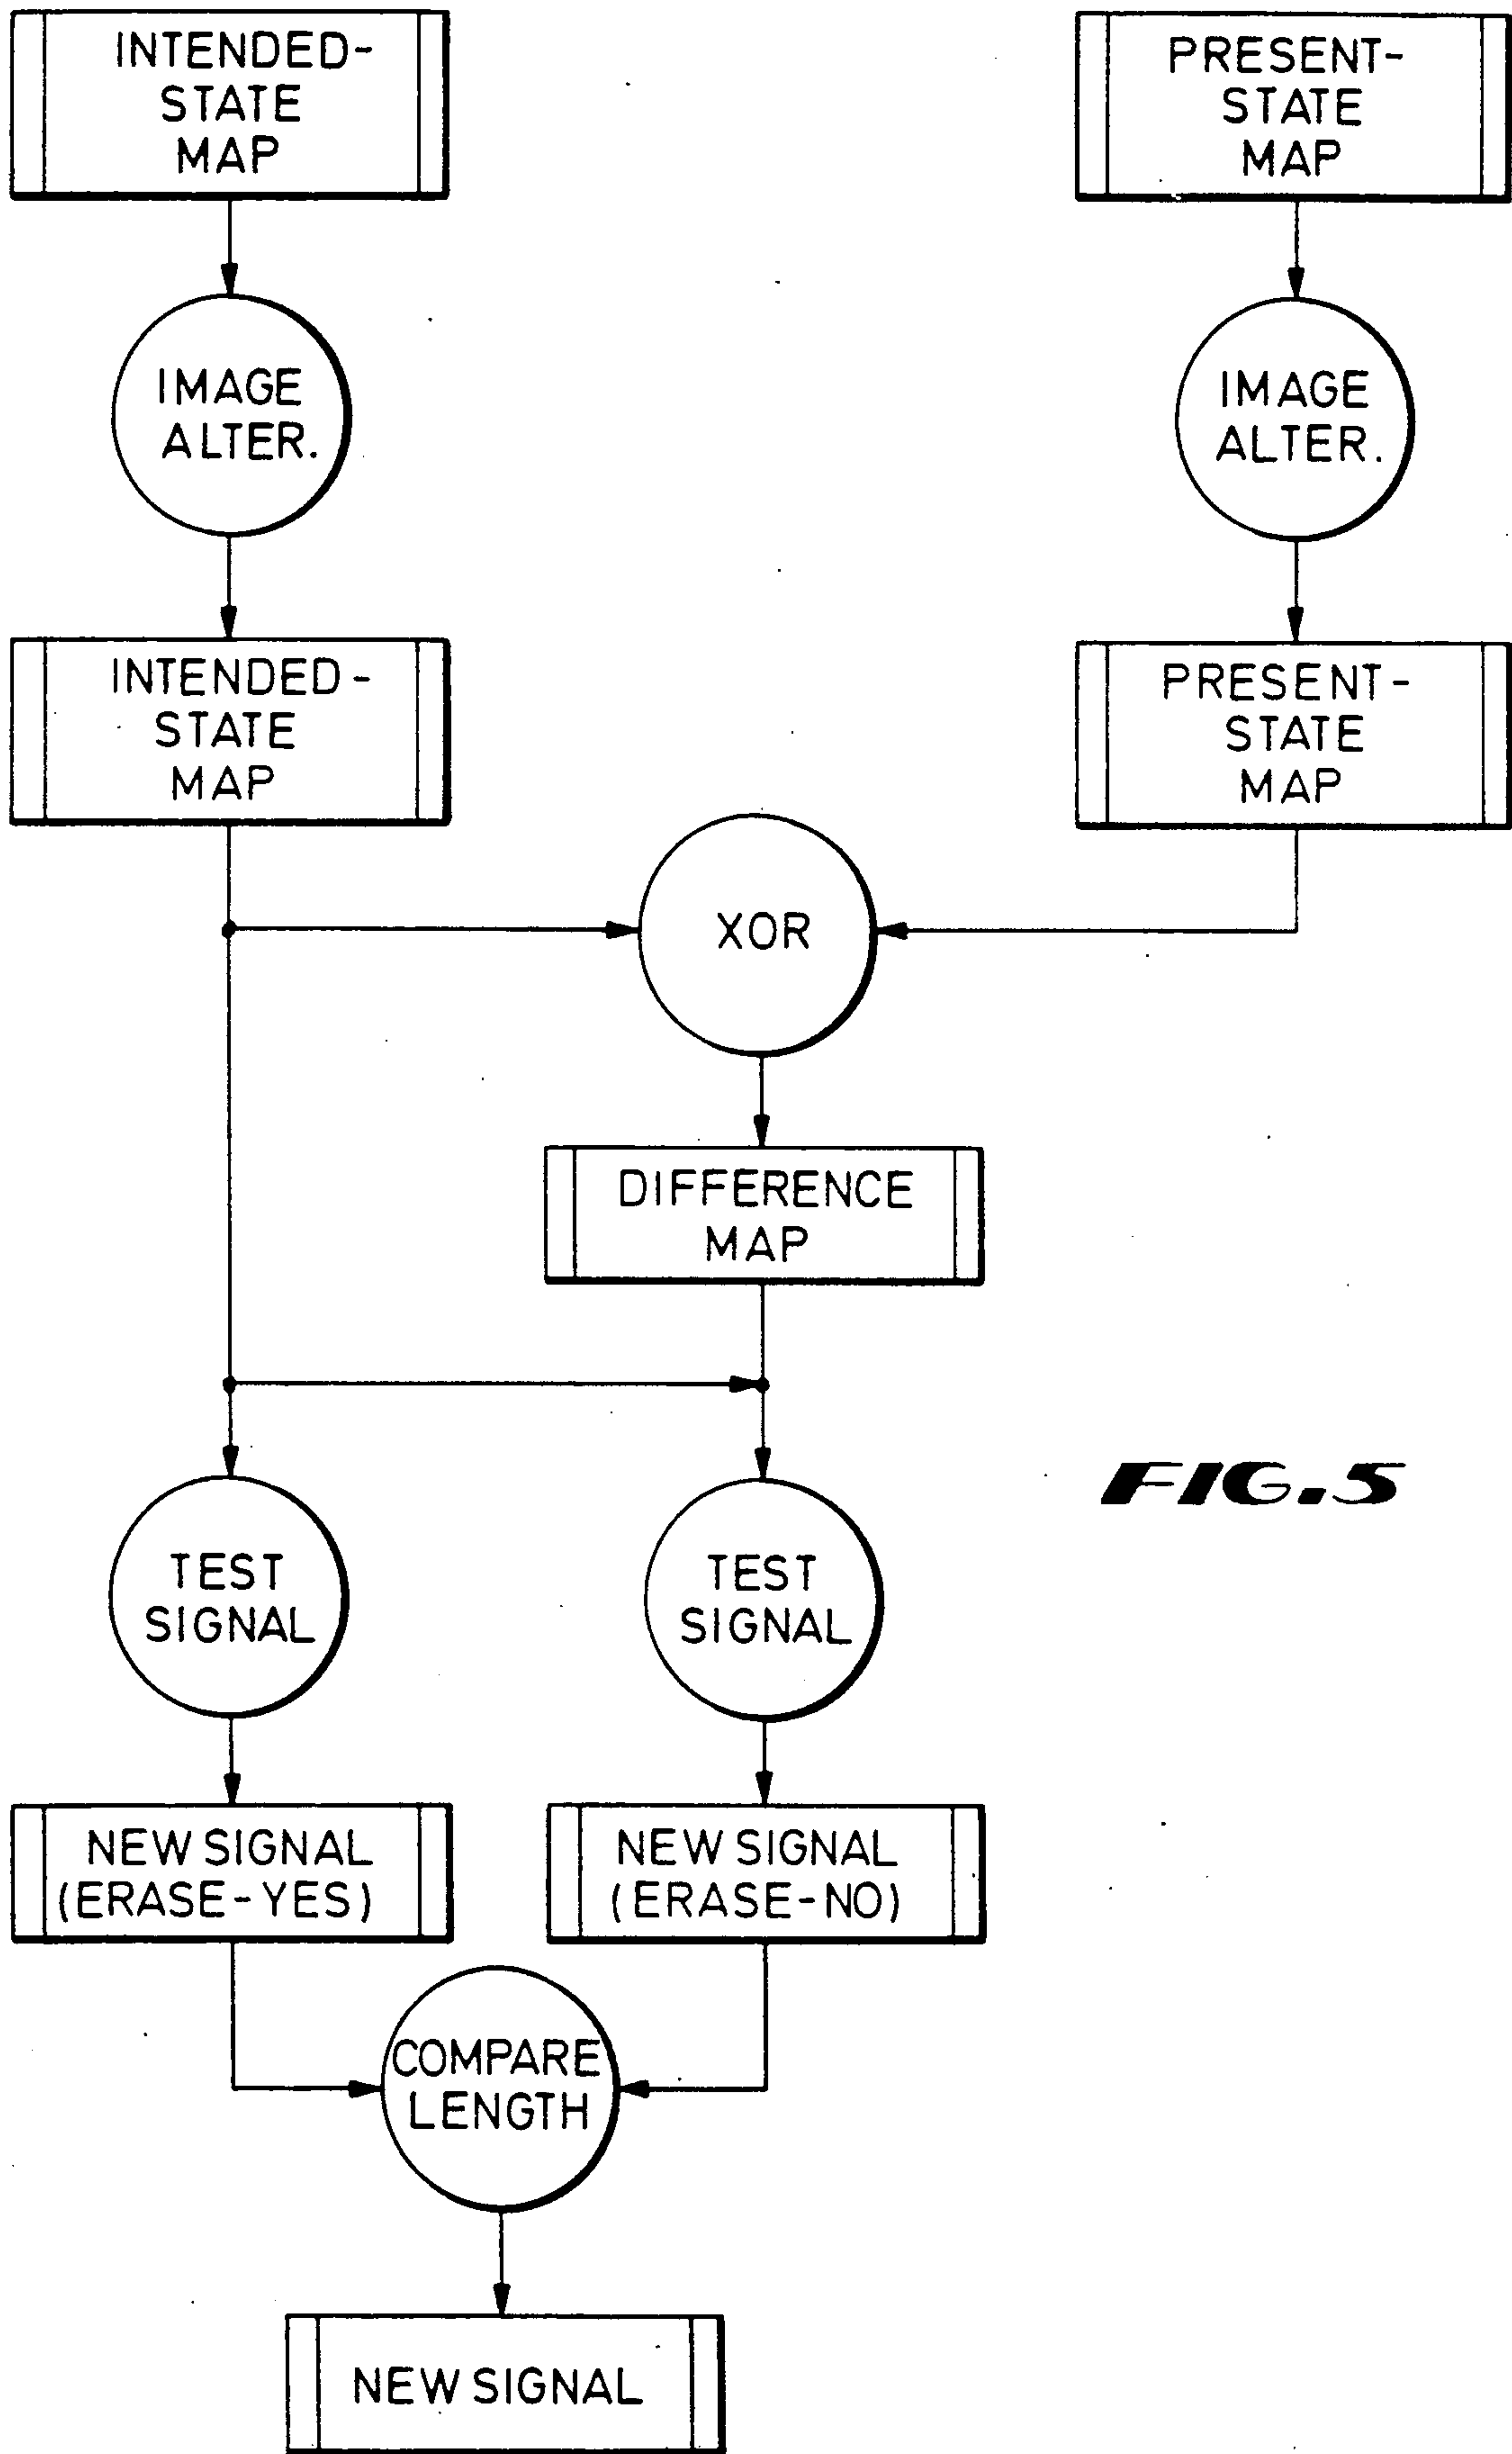 INTENDED-
STATE
MAP
PRESENT-
STATE
MAP
IMAGE
ALTER.
IMAGE
ALTER.
INTENDED-
STATE
MAP
PRESENT-
STATE
MAP
XOR
DIFFERENCE
MAP
FIG.5
TEST
SIGNAL
TEST
SIGNAL
NEW SIGNAL
(ERASE-YES)
NEW SIGNAL
(ERASE-NO)
COMPARE
LENGTH
NEW SIGNAL